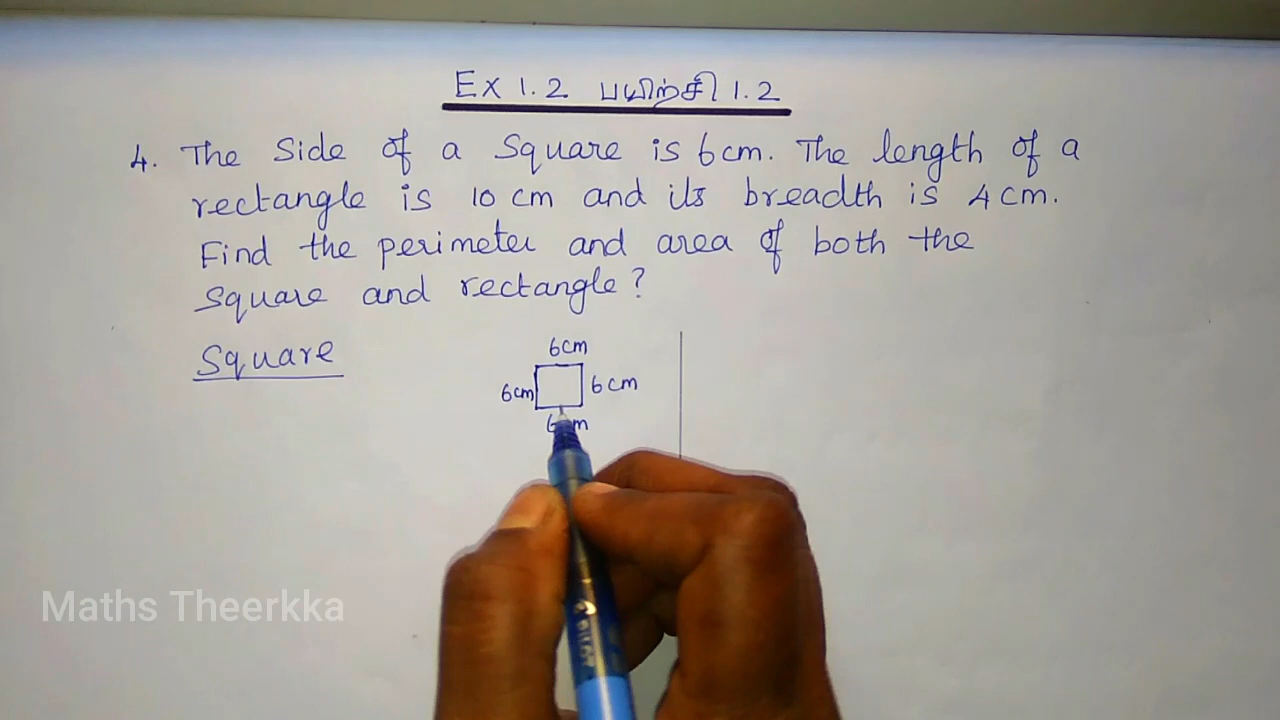 Ex 1.2 பயிற்சி 1.2
4. The side of a square is 6cm. The length of a
rectangle is 10 cm and its breadth is 4 cm.
Find the perimeter and area of both the
square and rectangle?
Square
6cm
6cm
6cm
Maths Theerkka